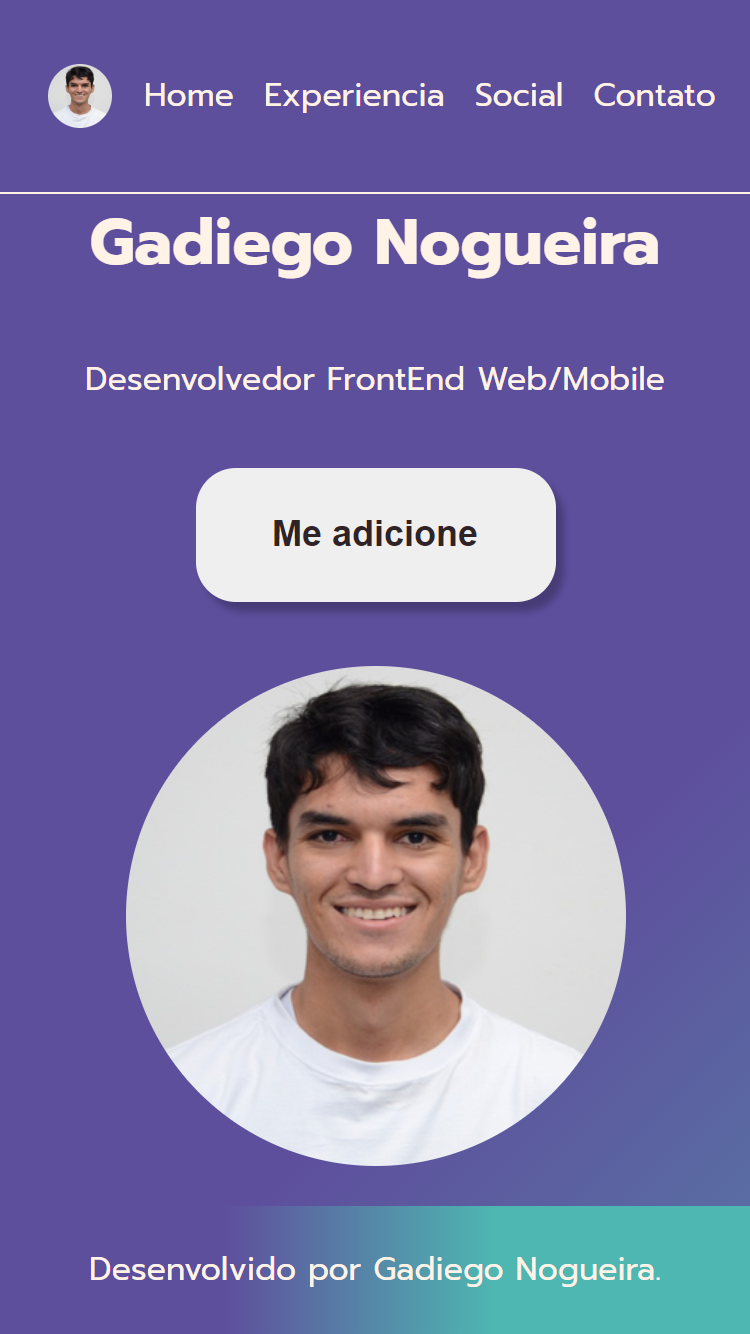 Home Experiencia Social Contato
Gadiego Nogueira
Desenvolvedor FrontEnd Web/Mobile
Me adicione
Desenvolvido por Gadiego Nogueira.